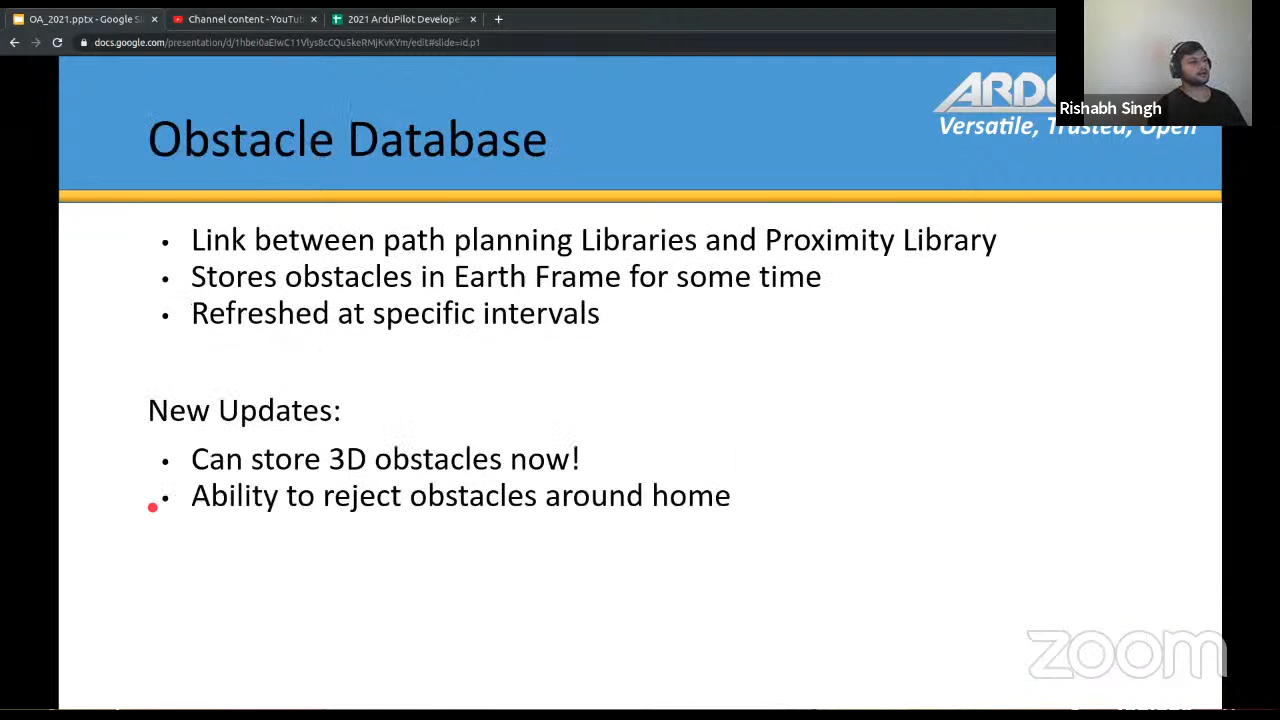 OA_2021.pptx - Google Sli
Channel content - YouTu
2021 ArduPilot Develope
docs.google.com/presentation/d/1hbei0aEIwC11Vlys8cCQuSkeRMJKvKYm/edit#slide=id.p1
ARD
Versatile, Trusted, Open
Rishabh Singh
Obstacle Database
• Link between path planning Libraries and Proximity Library
• Stores obstacles in Earth Frame for some time
• Refreshed at specific intervals
New Updates:
• Can store 3D obstacles now!
• Ability to reject obstacles around home
zoom